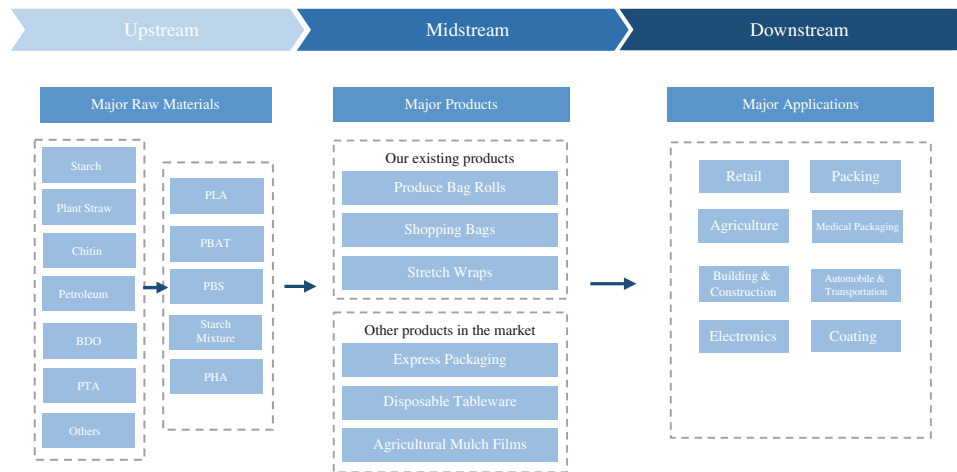 Upstream
Midstream
Downstream
Major Raw Materials
Major Products
Major Applications
Starch
Plant Straw
Chitin
Petroleum
BDO
PTA
Others
PLA
PBAT
PBS
Starch
Mixture
PHA
Our existing products
Produce Bag Rolls
Shopping Bags
Stretch Wraps
Other products in the market
Express Packaging
Disposable Tableware
Agricultural Mulch Films
Retail
Packing
Agriculture
Medical Packaging
Building &
Construction
Automobile &
Transportation
Electronics
Coating